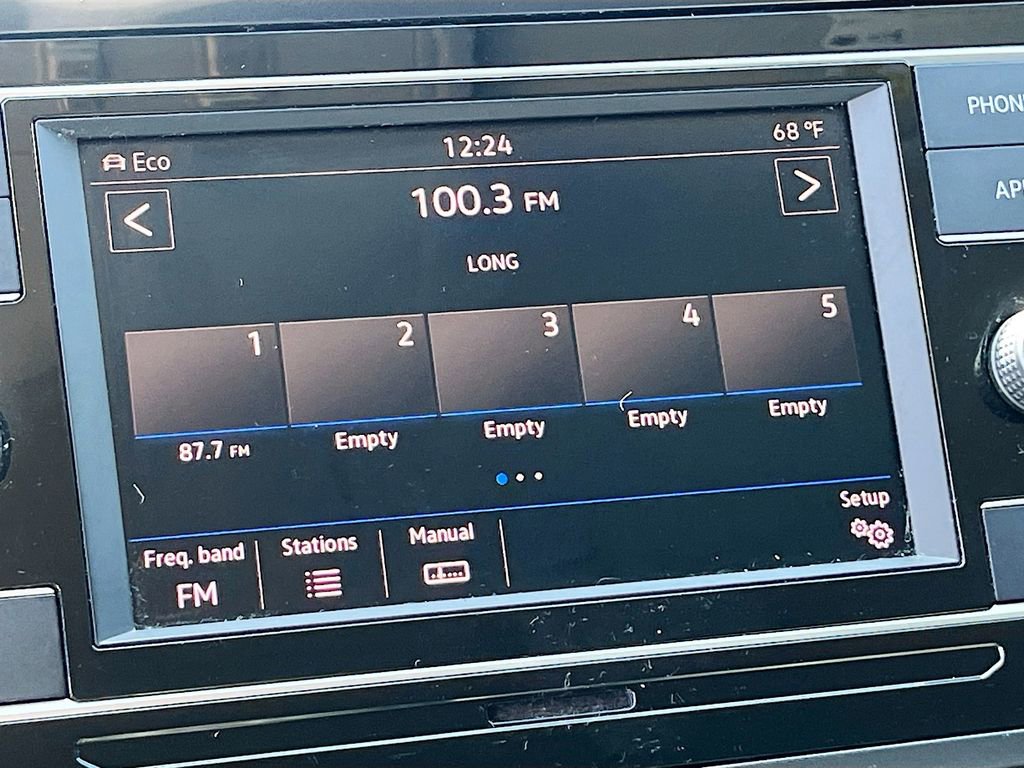 Eco 12:24 68 °F
100.3 FM
LONG
1 2 3 4 5
87.7 FM Empty Empty Empty Empty
Setup
Freq. band Stations Manual
FM
PHON
AP